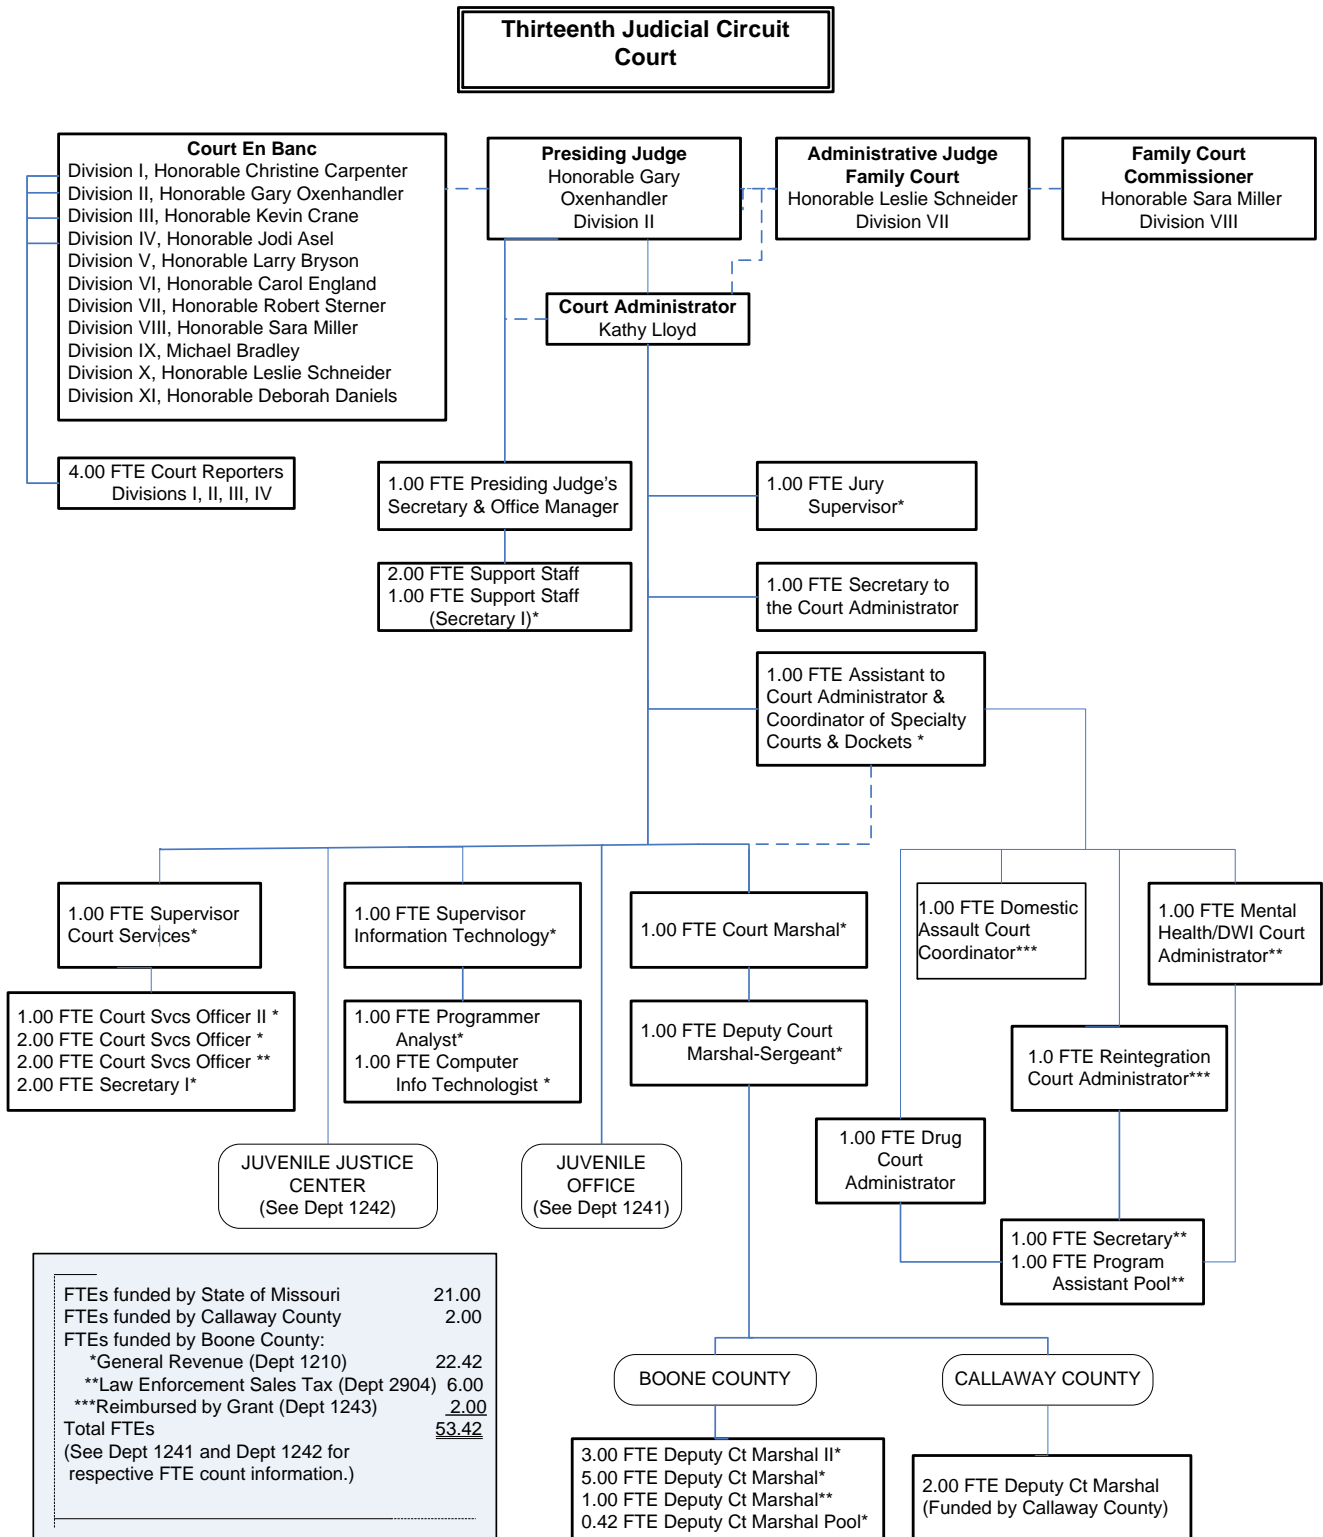 Thirteenth Judicial Circuit
Court
Court En Banc
Division I, Honorable Christine Carpenter
Division II, Honorable Gary Oxenhandler
Division III, Honorable Kevin Crane
Division IV, Honorable Jodi Asel
Division V, Honorable Larry Bryson
Division VI, Honorable Carol England
Division VII, Honorable Robert Sterner
Division VIII, Honorable Sara Miller
Division IX, Michael Bradley
Division X, Honorable Leslie Schneider
Division XI, Honorable Deborah Daniels
Presiding Judge
Honorable Gary
Oxenhandler
Division II
Administrative Judge
Family Court
Honorable Leslie Schneider
Division VII
Family Court
Commissioner
Honorable Sara Miller
Division VIII
Court Administrator
Kathy Lloyd
4.00 FTE Court Reporters
Divisions I, II, III, IV
1.00 FTE Presiding Judge's
Secretary & Office Manager
1.00 FTE Jury
Supervisor*
2.00 FTE Support Staff
1.00 FTE Support Staff
(Secretary I)*
1.00 FTE Secretary to
the Court Administrator
1.00 FTE Assistant to
Court Administrator &
Coordinator of Specialty
Courts & Dockets *
1.00 FTE Supervisor
Court Services*
1.00 FTE Supervisor
Information Technology*
1.00 FTE Court Marshal*
1.00 FTE Domestic
Assault Court
Coordinator***
1.00 FTE Mental
Health/DWI Court
Administrator**
1.00 FTE Court Svcs Officer II *
2.00 FTE Court Svcs Officer *
2.00 FTE Court Svcs Officer **
2.00 FTE Secretary I*
1.00 FTE Programmer
Analyst*
1.00 FTE Computer
Info Technologist *
1.00 FTE Deputy Court
Marshal-Sergeant*
1.0 FTE Reintegration
Court Administrator***
1.00 FTE Drug
Court
Administrator
JUVENILE JUSTICE
CENTER
(See Dept 1242)
JUVENILE
OFFICE
(See Dept 1241)
1.00 FTE Secretary**
1.00 FTE Program
Assistant Pool**
FTEs funded by State of Missouri 21.00
FTEs funded by Callaway County 2.00
FTEs funded by Boone County:
*General Revenue (Dept 1210) 22.42
**Law Enforcement Sales Tax (Dept 2904) 6.00
***Reimbursed by Grant (Dept 1243) 2.00
Total FTEs 53.42
(See Dept 1241 and Dept 1242 for
respective FTE count information.)
BOONE COUNTY
CALLAWAY COUNTY
3.00 FTE Deputy Ct Marshal II*
5.00 FTE Deputy Ct Marshal*
1.00 FTE Deputy Ct Marshal**
0.42 FTE Deputy Ct Marshal Pool*
2.00 FTE Deputy Ct Marshal
(Funded by Callaway County)